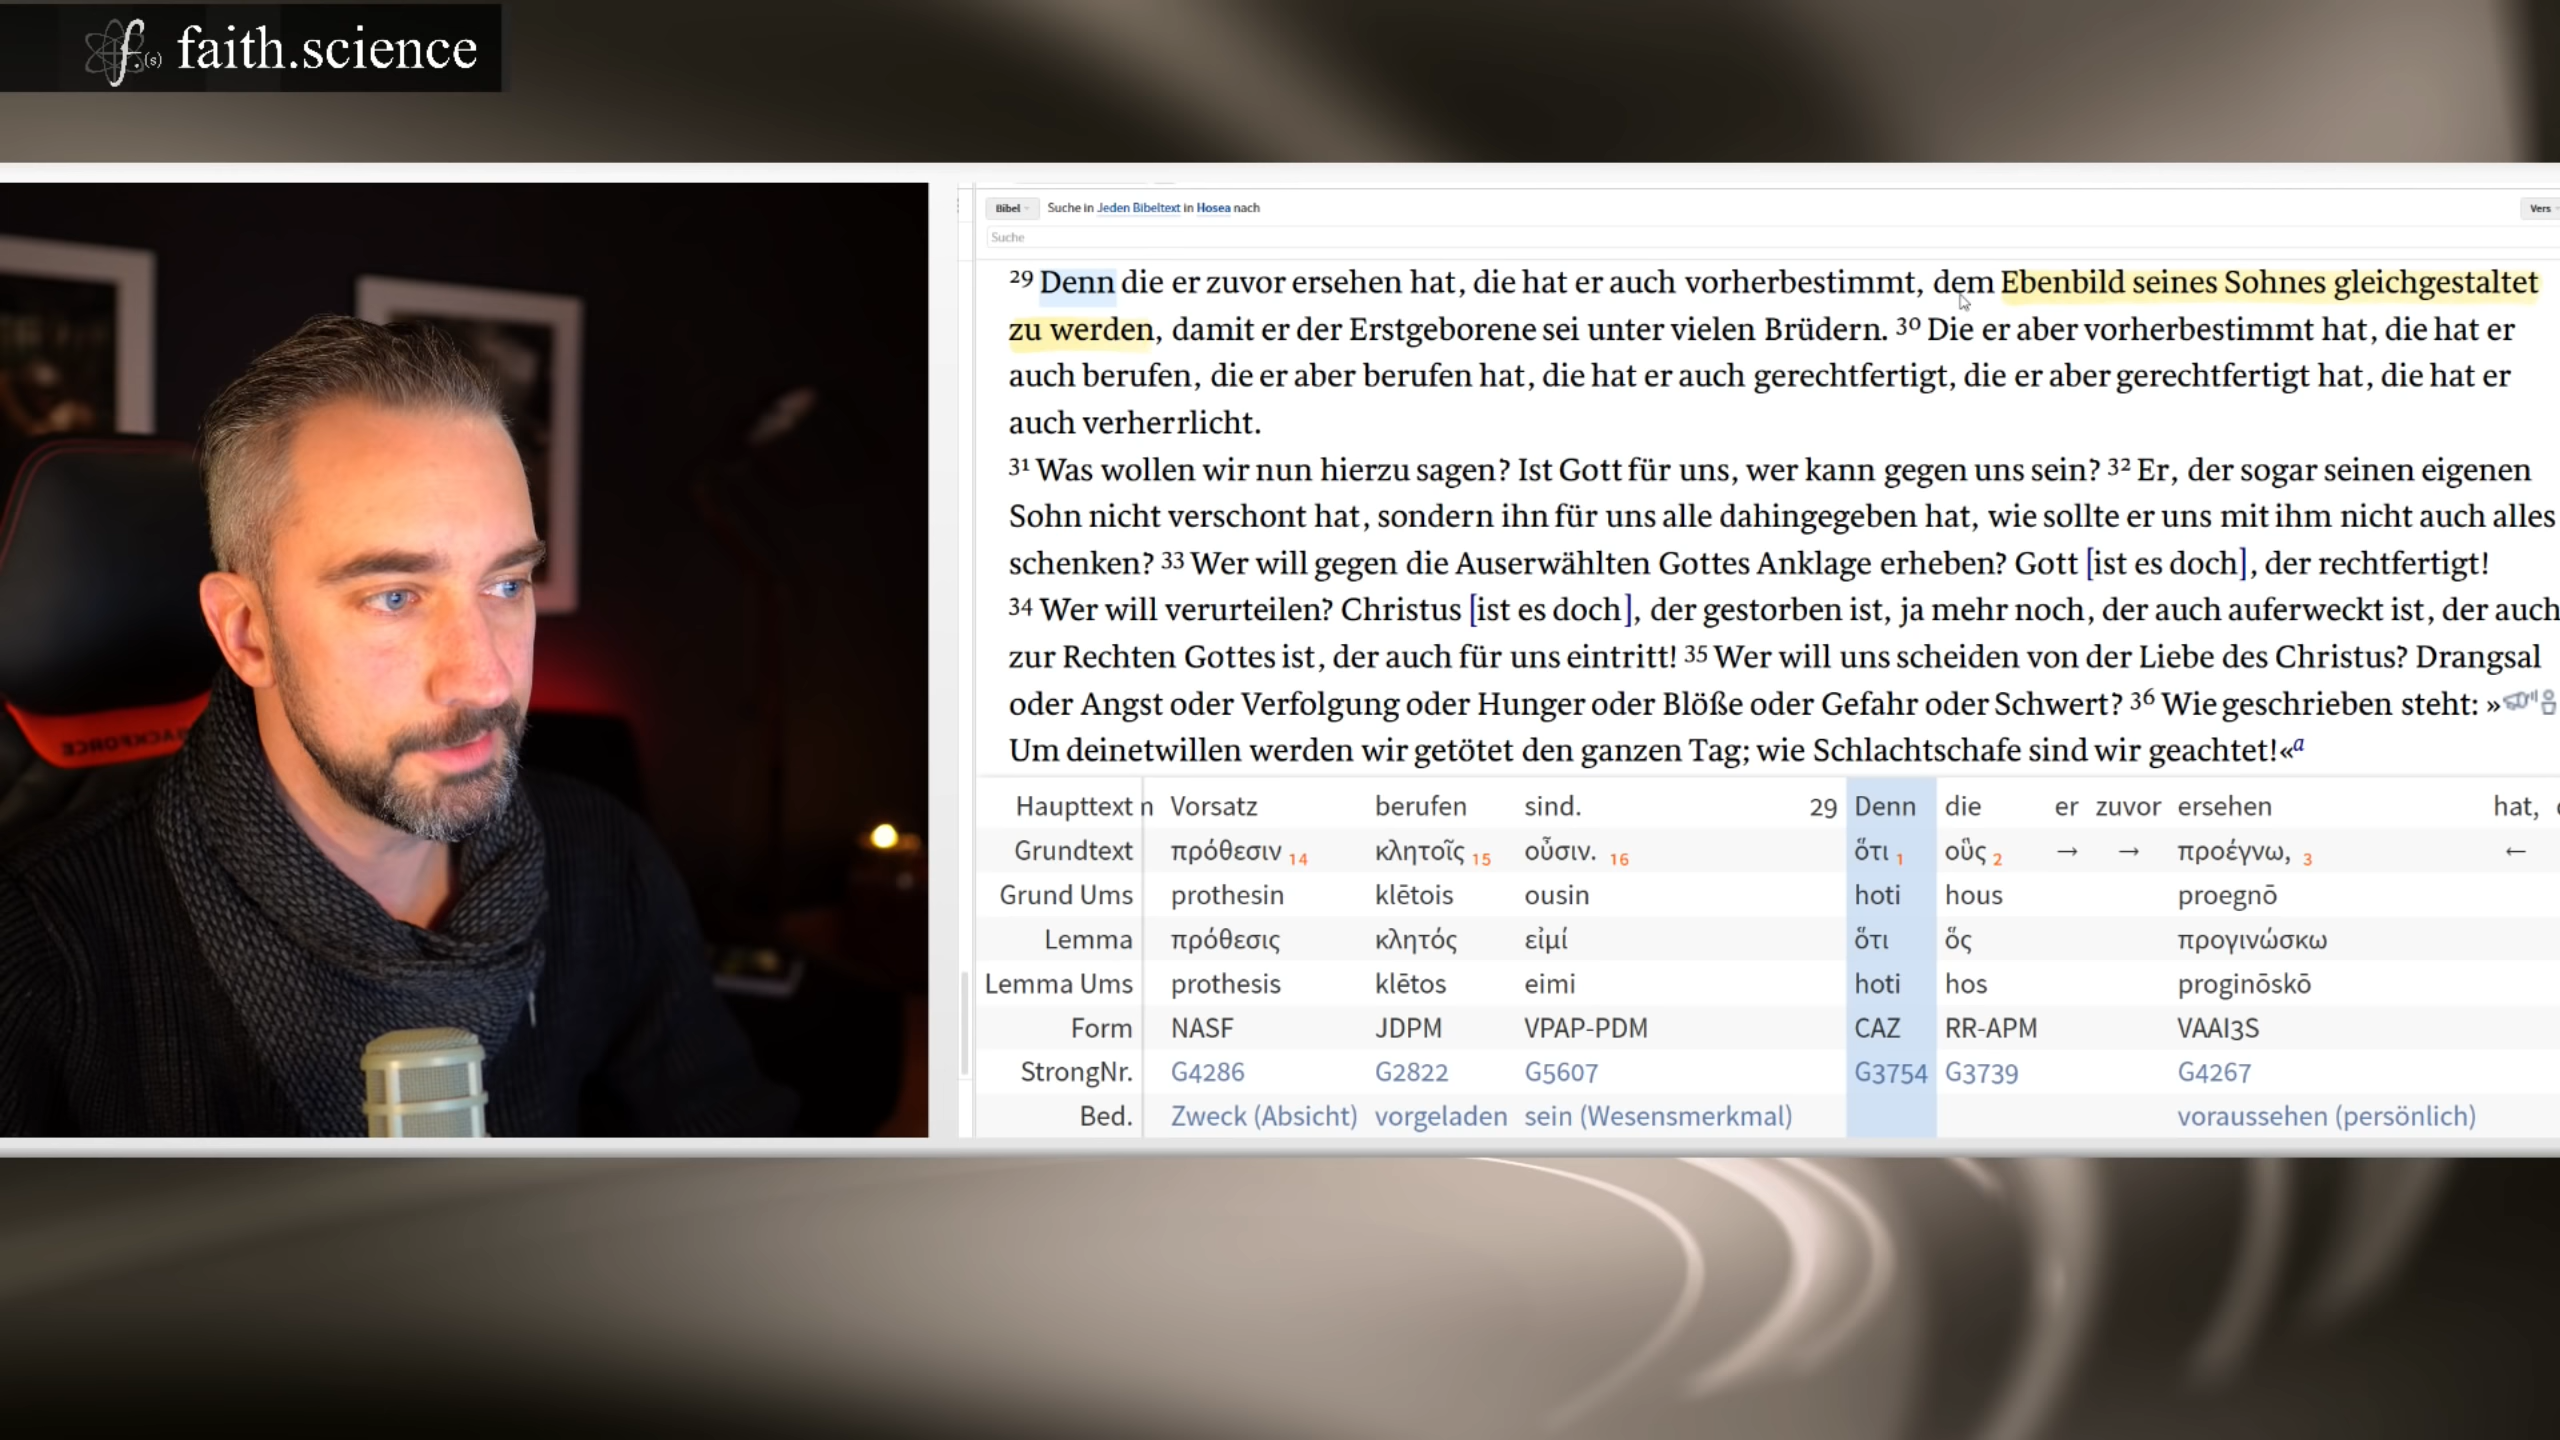 f.(s) faith.science
Bibel Suche in Jeden Bibeltext in Hosea nach Vers
Suche
29 Denn die er zuvor ersehen hat, die hat er auch vorherbestimmt, dem Ebenbild seines Sohnes gleichgestaltet
zu werden, damit er der Erstgeborene sei unter vielen Brüdern. 30 Die er aber vorherbestimmt hat, die hat er
auch berufen, die er aber berufen hat, die hat er auch gerechtfertigt, die er aber gerechtfertigt hat, die hat er
auch verherrlicht.
31 Was wollen wir nun hierzu sagen? Ist Gott für uns, wer kann gegen uns sein? 32 Er, der sogar seinen eigenen
Sohn nicht verschont hat, sondern ihn für uns alle dahingegeben hat, wie sollte er uns mit ihm nicht auch alles
schenken? 33 Wer will gegen die Auserwählten Gottes Anklage erheben? Gott [ist es doch], der rechtfertigt!
34 Wer will verurteilen? Christus [ist es doch], der gestorben ist, ja mehr noch, der auch auferweckt ist, der auch
zur Rechten Gottes ist, der auch für uns eintritt! 35 Wer will uns scheiden von der Liebe des Christus? Drangsal
oder Angst oder Verfolgung oder Hunger oder Blöße oder Gefahr oder Schwert? 36 Wie geschrieben steht: »
Um deinetwillen werden wir getötet den ganzen Tag; wie Schlachtschafe sind wir geachtet!«a
Haupttext n Vorsatz berufen sind. 29 Denn die er zuvor ersehen hat,
Grundtext πρόθεσιν 14 κλητοῖς 15 οὖσιν. 16 ὅτι 1 οὓς 2 → → προέγνω, 3 ←
Grund Ums prothesin klētois ousin hoti hous proegnō
Lemma πρόθεσις κλητός εἰμί ὅτι ὅς προγινώσκω
Lemma Ums prothesis klētos eimi hoti hos proginōskō
Form NASF JDPM VPAP-PDM CAZ RR-APM VAAI3S
StrongNr. G4286 G2822 G5607 G3754 G3739 G4267
Bed. Zweck (Absicht) vorgeladen sein (Wesensmerkmal) voraussehen (persönlich)
BACKFORCE